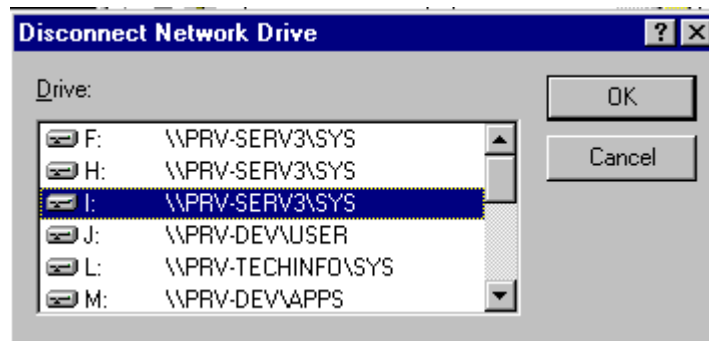 Disconnect Network Drive
Drive:
F: \\PRV-SERV3\SYS
H: \\PRV-SERV3\SYS
I: \\PRV-SERV3\SYS
J: \\PRV-DEV\USER
L: \\PRV-TECHINFO\SYS
M: \\PRV-DEV\APPS
OK
Cancel